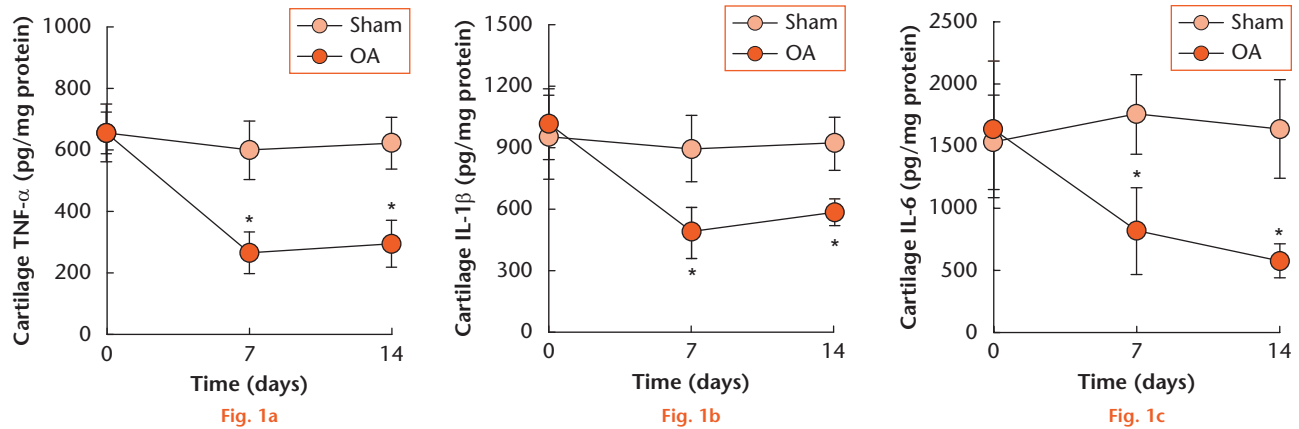 Cartilage TNF-α (pg/mg protein)
1000
800
600
400
200
0
Sham
OA
*
*
0
7
14
Time (days)
Fig. 1a
Cartilage IL-1β (pg/mg protein)
1500
1200
900
600
300
0
Sham
OA
*
*
0
7
14
Time (days)
Fig. 1b
Cartilage IL-6 (pg/mg protein)
2500
2000
1500
1000
500
0
Sham
OA
*
*
0
7
14
Time (days)
Fig. 1c